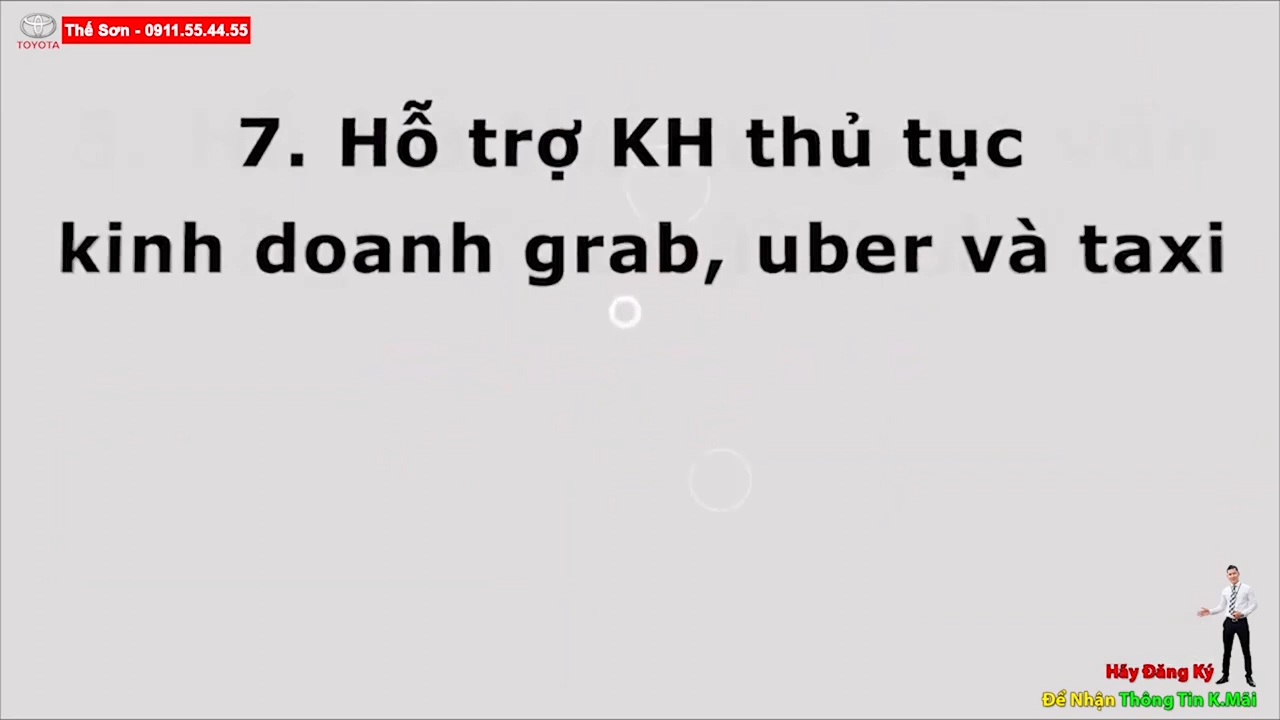 TOYOTA
Thế Sơn - 0911.55.44.55
7. Hỗ trợ KH thủ tục
kinh doanh grab, uber và taxi
Hãy Đăng Ký
Để Nhận Thông Tin K.Mãi